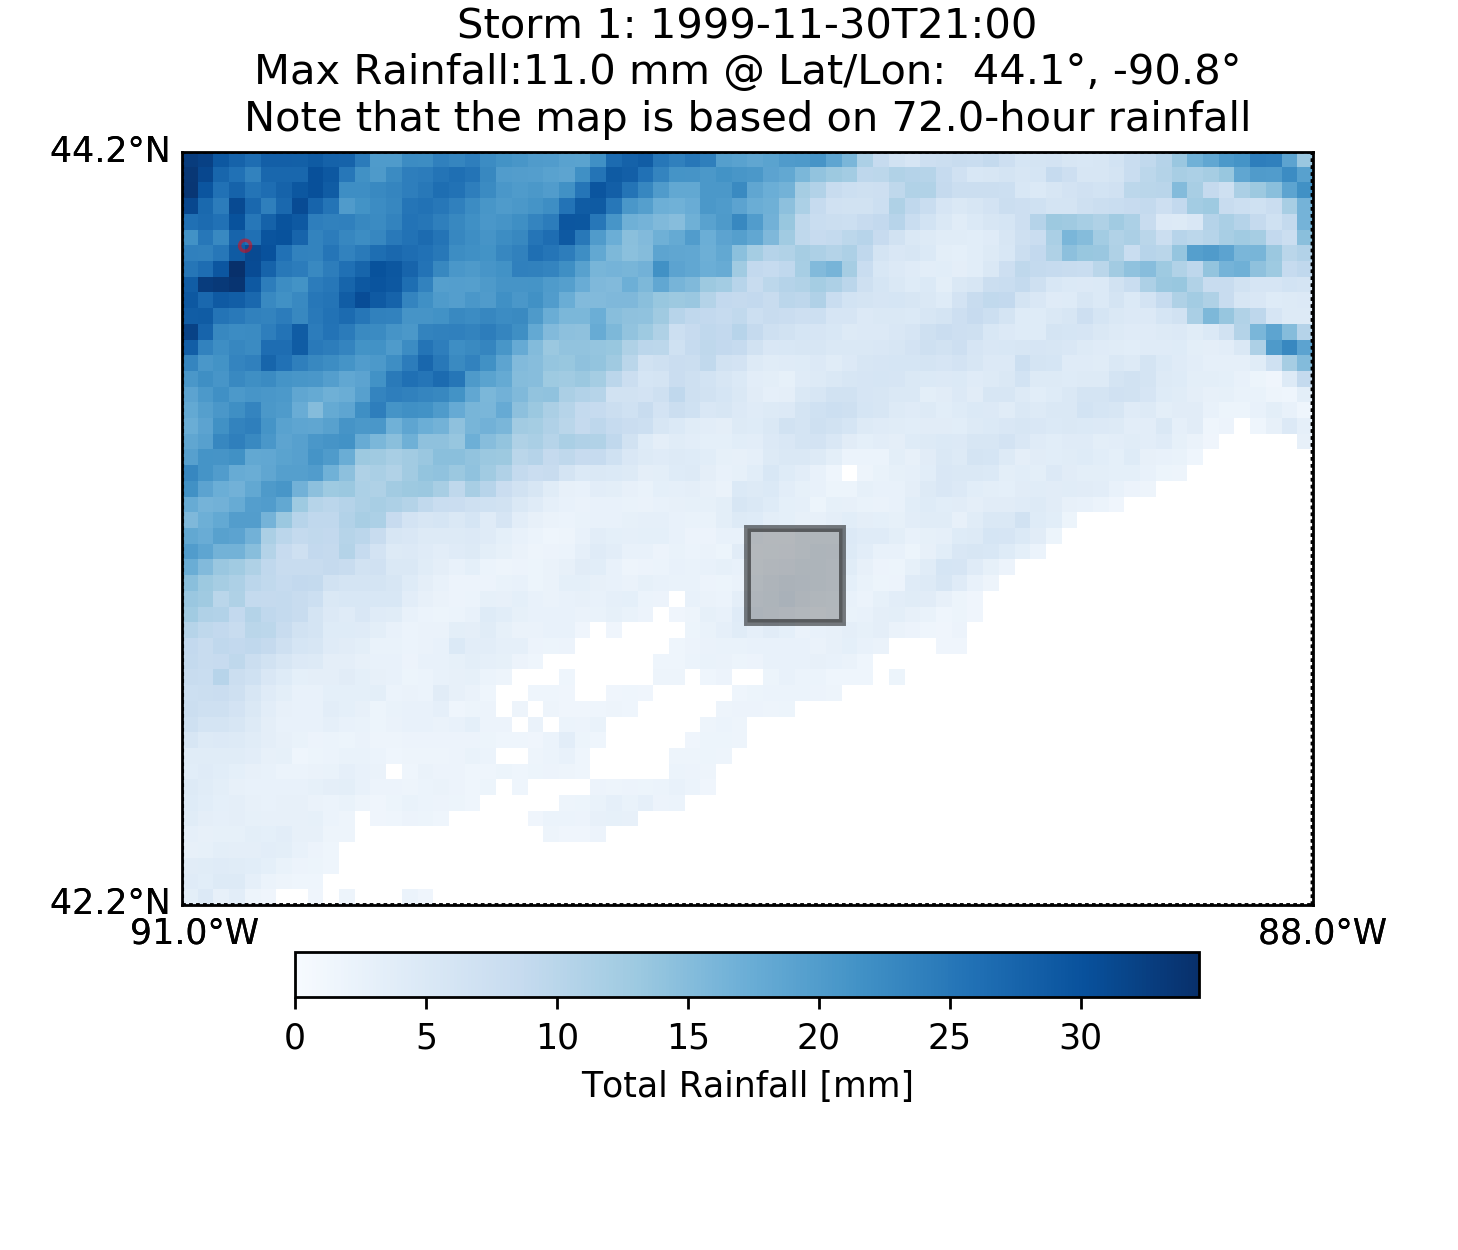 Storm 1: 1999-11-30T21:00
Max Rainfall:11.0 mm @ Lat/Lon:  44.1°, -90.8°
Note that the map is based on 72.0-hour rainfall
44.2°N
42.2°N
91.0°W 88.0°W
0 5 10 15 20 25 30
Total Rainfall [mm]